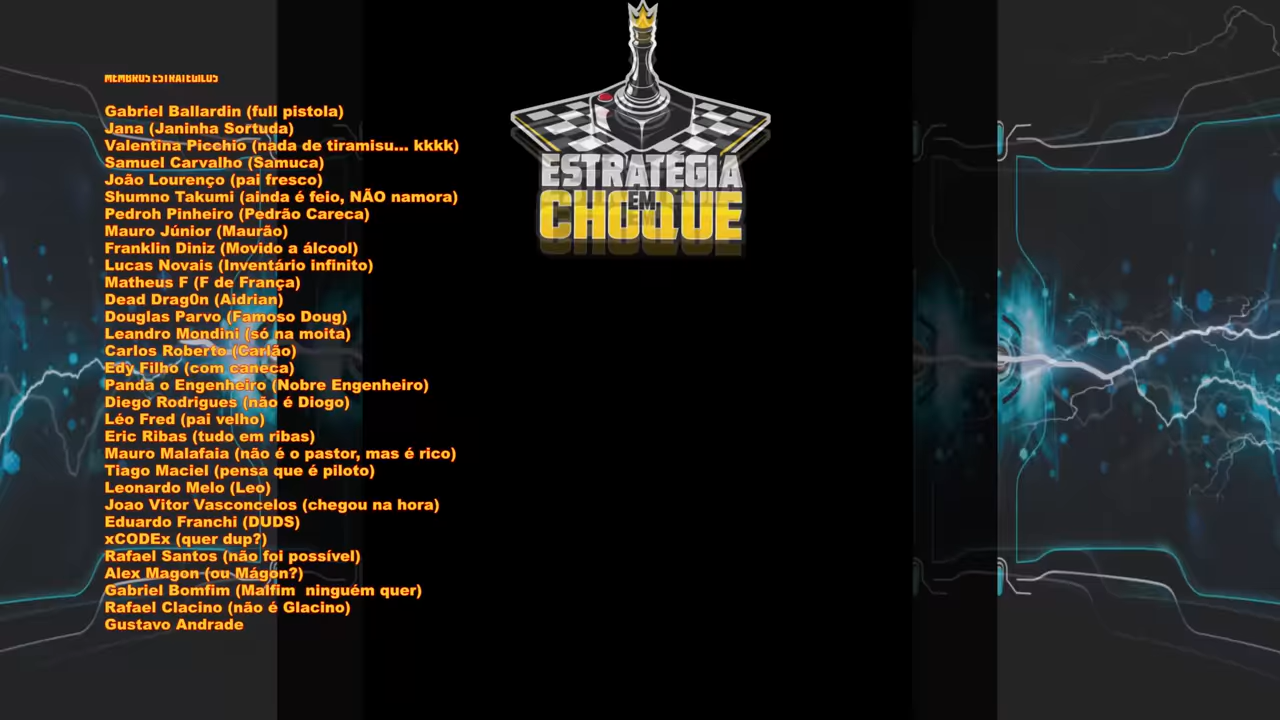 MEMBROS ESTRATÉGICOS
Gabriel Ballardin (full pistola)
Jana (Janinha Sortuda)
Valentina Picchio (nada de tiramisu... kkkk)
Samuel Carvalho (Samuca)
João Lourenço (pai fresco)
Shumno Takumi (ainda é feio, NÃO namora)
Pedroh Pinheiro (Pedrão Careca)
Mauro Júnior (Maurão)
Franklin Diniz (Movido a álcool)
Lucas Novais (Inventário infinito)
Matheus F (F de França)
Dead Drag0n (Aidrian)
Douglas Parvo (Famoso Doug)
Leandro Mondini (só na moita)
Carlos Roberto (Carlão)
Edy Filho (com caneca)
Panda o Engenheiro (Nobre Engenheiro)
Diego Rodrigues (não é Diogo)
Léo Fred (pai velho)
Eric Ribas (tudo em ribas)
Mauro Malafaia (não é o pastor, mas é rico)
Tiago Maciel (pensa que é piloto)
Leonardo Melo (Leo)
Joao Vitor Vasconcelos (chegou na hora)
Eduardo Franchi (DUDS)
xCODEx (quer dup?)
Rafael Santos (não foi possível)
Alex Magon (ou Mágon?)
Gabriel Bomfim (Malfim  ninguém quer)
Rafael Clacino (não é Glacino)
Gustavo Andrade
ESTRATÉGIA
EM
CHOQUE